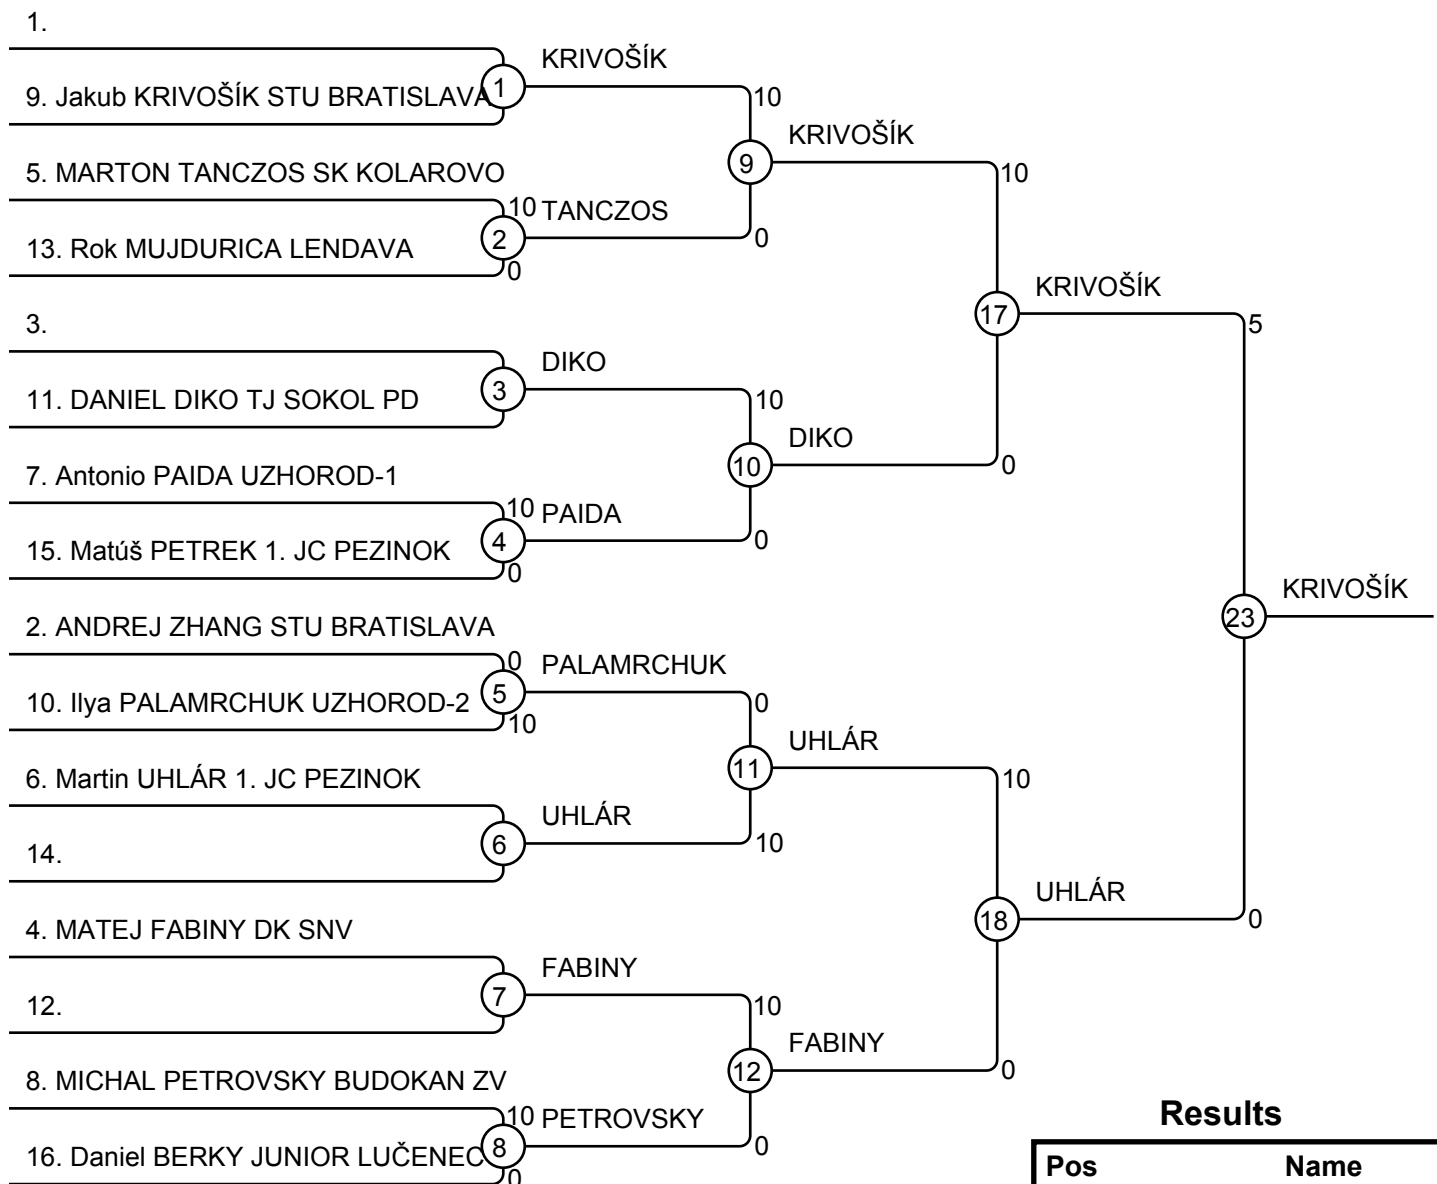 1.
KRIVOŠÍK
9. Jakub KRIVOŠÍK STU BRATISLAVA
1
10
KRIVOŠÍK
5. MARTON TANCZOS SK KOLAROVO
9
10
10 TANCZOS
13. Rok MUJDURICA LENDAVA
2
0
0
KRIVOŠÍK
3.
17
5
DIKO
11. DANIEL DIKO TJ SOKOL PD
3
10
DIKO
7. Antonio PAIDA UZHOROD-1
10
0
10 PAIDA
15. Matúš PETREK 1. JC PEZINOK
4
0
0
KRIVOŠÍK
23
2. ANDREJ ZHANG STU BRATISLAVA
0 PALAMRCHUK
10. Ilya PALAMRCHUK UZHOROD-2
5
10
0
UHLÁR
6. Martin UHLÁR 1. JC PEZINOK
11
10
UHLÁR
14.
6
10
UHLÁR
4. MATEJ FABINY DK SNV
18
0
FABINY
12.
7
10
FABINY
8. MICHAL PETROVSKY BUDOKAN ZV
12
0
10 PETROVSKY
16. Daniel BERKY JUNIOR LUČENEC
8
0
0
Results
Pos Name